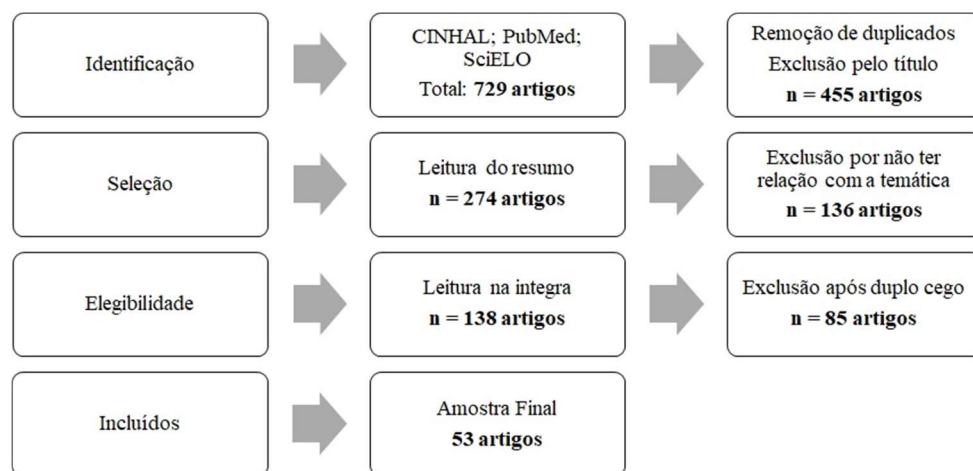 Identificação
CINHAL; PubMed;
SciELO
Total: 729 artigos
Remoção de duplicados
Exclusão pelo título
n = 455 artigos
Seleção
Leitura do resumo
n = 274 artigos
Exclusão por não ter
relação com a temática
n = 136 artigos
Elegibilidade
Leitura na integra
n = 138 artigos
Exclusão após duplo cego
n = 85 artigos
Incluídos
Amostra Final
53 artigos